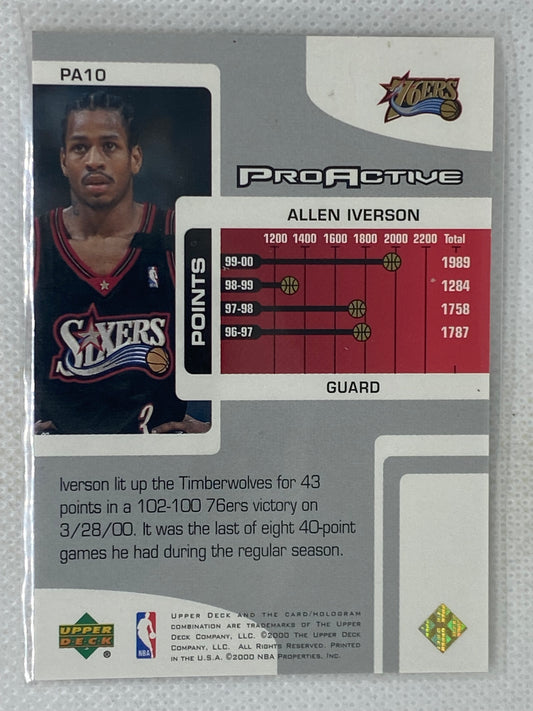 PA10
76ERS
PROACTIVE
ALLEN IVERSON
1200 1400 1600 1800 2000 2200 Total
POINTS
99-00 1989
98-99 1284
97-98 1758
96-97 1787
SIXERS
3
GUARD
Iverson lit up the Timberwolves for 43
points in a 102-100 76ers victory on
3/28/00. It was the last of eight 40-point
games he had during the regular season.
UPPER
DECK
®
NBA
UPPER DECK AND THE CARD/HOLOGRAM
COMBINATION ARE TRADEMARKS OF THE UPPER
DECK COMPANY, LLC. ©2000 THE UPPER DECK
COMPANY, LLC. ALL RIGHTS RESERVED. PRINTED
IN THE U.S.A. ©2000 NBA PROPERTIES, INC.